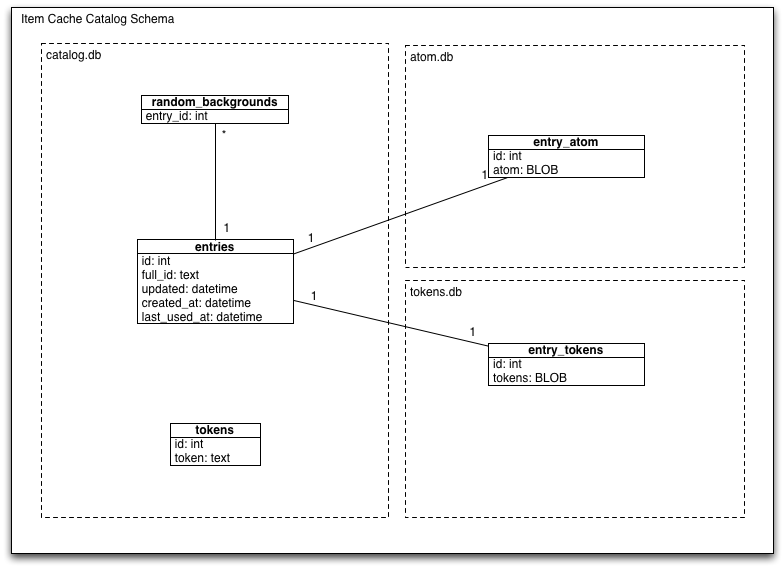 Item Cache Catalog Schema
catalog.db
random_backgrounds
entry_id: int
*
1
entries
id: int
full_id: text
updated: datetime
created_at: datetime
last_used_at: datetime
1
1
tokens
id: int
token: text
atom.db
entry_atom
id: int
atom: BLOB
1
tokens.db
1
entry_tokens
id: int
tokens: BLOB